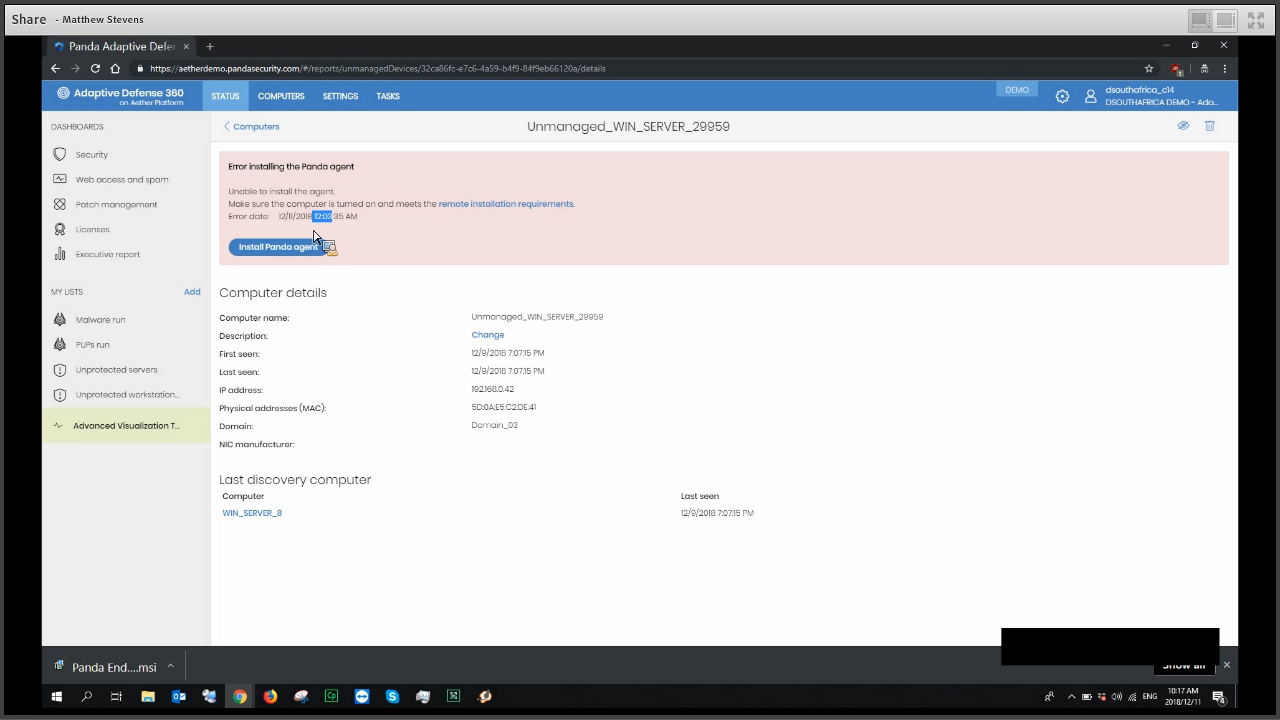 Share - Matthew Stevens
Panda Adaptive Defen
https://aetherdemo.pandasecurity.com/#/reports/unmanagedDevices/32ca86fc-e7c6-4a59-b4f9-84f9eb66120a/details
Adaptive Defense 360
on Aether Platform
STATUS COMPUTERS SETTINGS TASKS
DEMO
dsouthafrica_c14
DSOUTHAFRICA DEMO - Ada...
DASHBOARDS
Security
Web access and spam
Patch management
Licenses
Executive report
MY LISTS Add
Malware run
PUPs run
Unprotected servers
Unprotected workstation...
Advanced Visualization T...
Computers
Unmanaged_WIN_SERVER_29959
Error installing the Panda agent
Unable to install the agent.
Make sure the computer is turned on and meets the remote installation requirements.
Error date: 12/11/2018 12:03:35 AM
Install Panda agent
Computer details
Computer name: Unmanaged_WIN_SERVER_29959
Description: Change
First seen: 12/9/2018 7:07:15 PM
Last seen: 12/9/2018 7:07:15 PM
IP address: 192.168.0.42
Physical addresses (MAC): 5D:0A:E5:C2:DE:41
Domain: Domain_03
NIC manufacturer:
Last discovery computer
Computer Last seen
WIN_SERVER_8 12/9/2018 7:07:15 PM
Panda End....msi
Show all
ENG
10:17 AM
2018/12/11
4